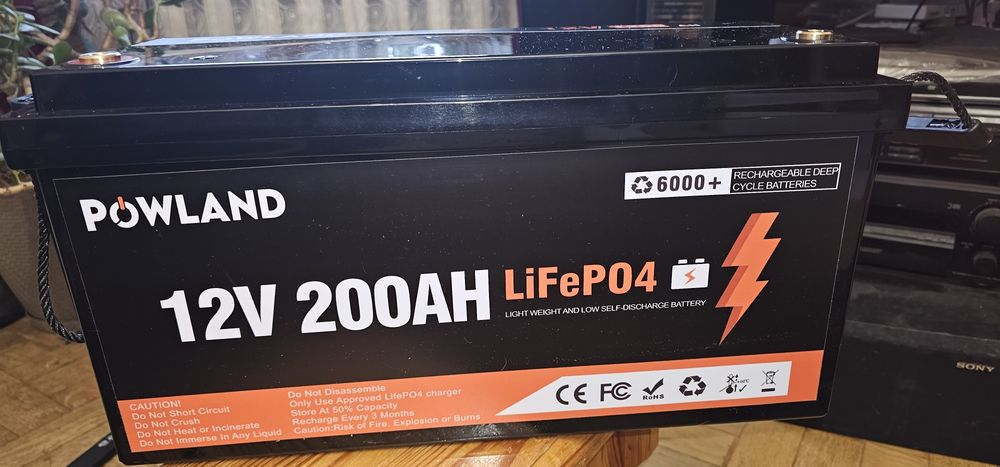 POWLAND
6000+
RECHARGEABLE DEEP
CYCLE BATTERIES
12V 200AH LiFePO4
LIGHT WEIGHT AND LOW SELF-DISCHARGE BATTERY
CAUTION!
Do Not Short Circuit
Do Not Crush
Do Not Heat or Incinerate
Do Not Immerse In Any Liquid
Do Not Disassemble
Only Use Approved LifePO4 charger
Store At 50% Capacity
Recharge Every 3 Months
Caution:Risk of Fire, Explosion or Burns
CE FC RoHS
SONY